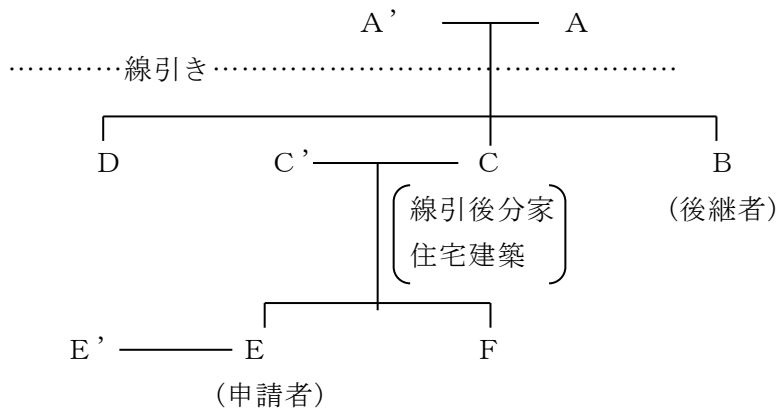 A’ A
…………線引き………………………………………
D C’ C B
線引後分家 (後継者)
住宅建築
E’ E F
(申請者)